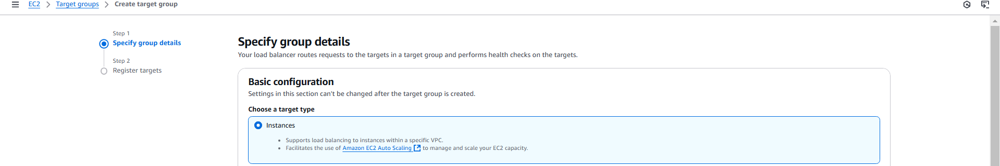 EC2 > Target groups > Create target group
Step 1
Specify group details
Step 2
Register targets
Specify group details
Your load balancer routes requests to the targets in a target group and performs health checks on the targets.
Basic configuration
Settings in this section can't be changed after the target group is created.
Choose a target type
Instances
• Supports load balancing to instances within a specific VPC.
• Facilitates the use of Amazon EC2 Auto Scaling to manage and scale your EC2 capacity.